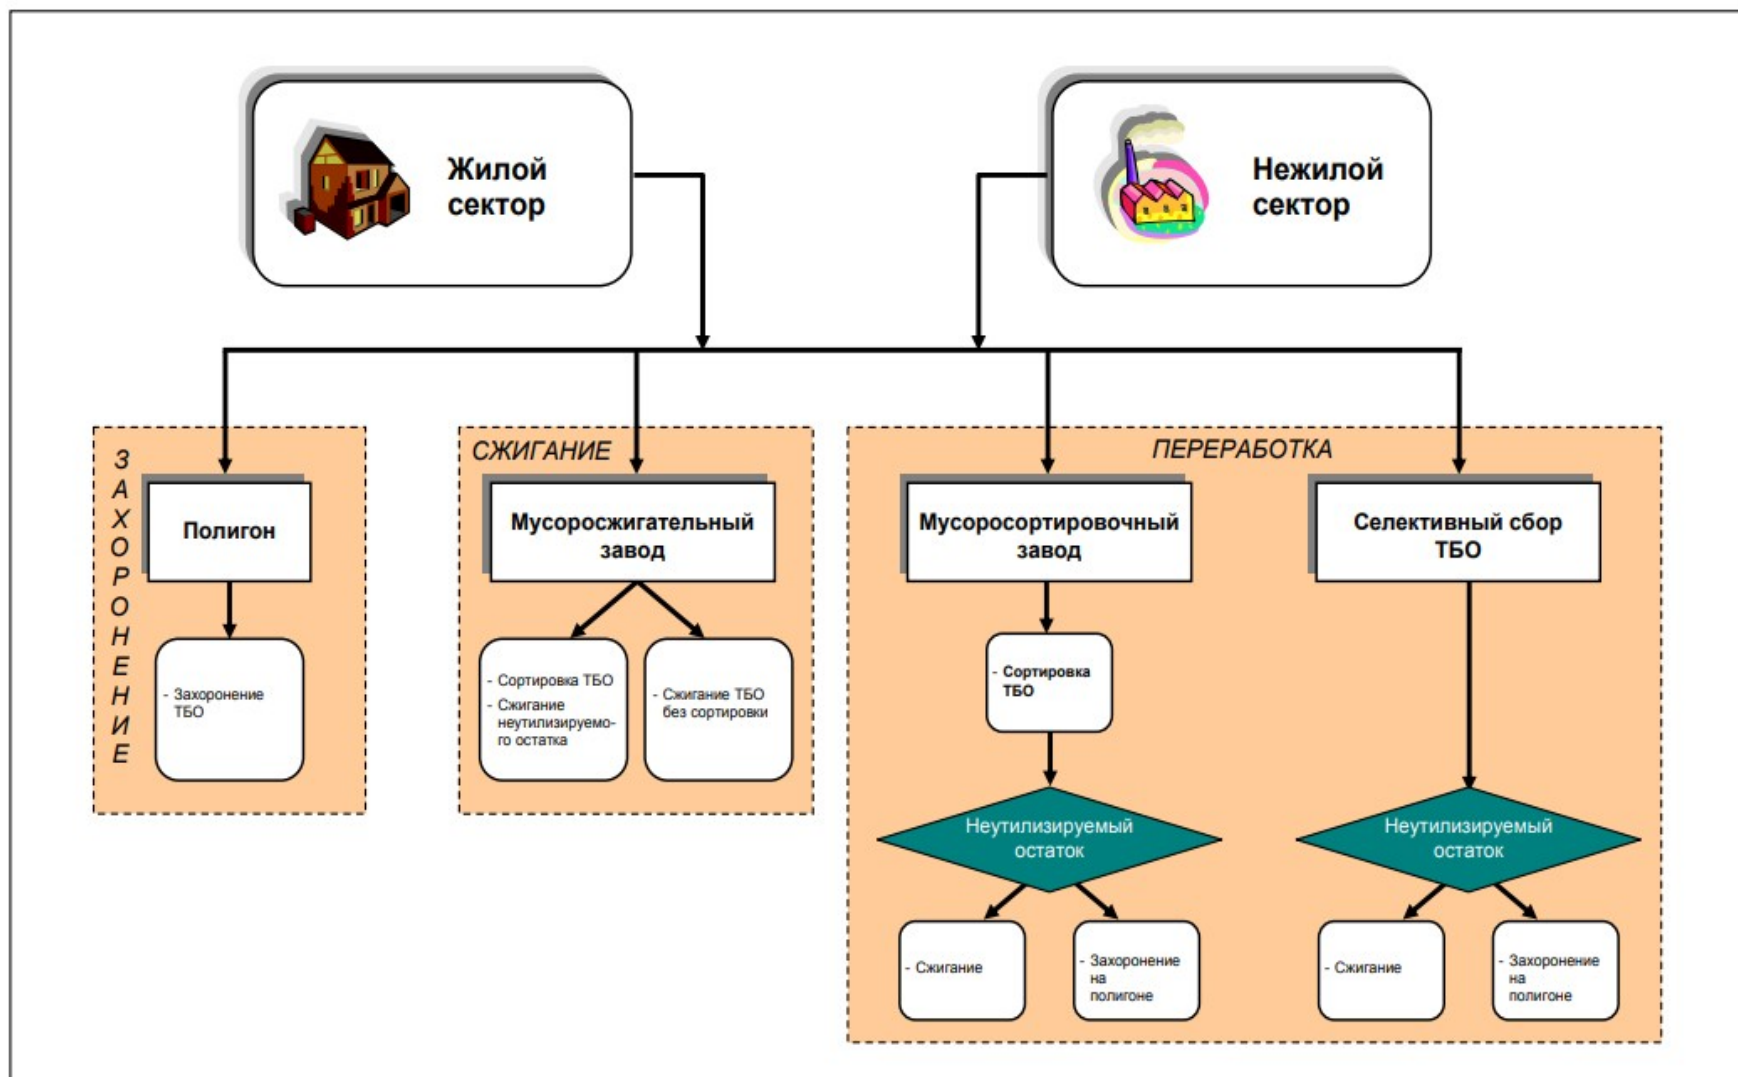 Жилой
сектор
Нежилой
сектор
ЗАХОРОНЕНИЕ
Полигон
- Захоронение
ТБО
СЖИГАНИЕ
Мусоросжигательный
завод
- Сортировка ТБО
- Сжигание
неутилизируемо-
го остатка
- Сжигание ТБО
без сортировки
ПЕРЕРАБОТКА
Мусоросортировочный
завод
- Сортировка
ТБО
Неутилизируемый
остаток
- Сжигание
- Захоронение
на
полигоне
Селективный сбор
ТБО
Неутилизируемый
остаток
- Сжигание
- Захоронение
на
полигоне